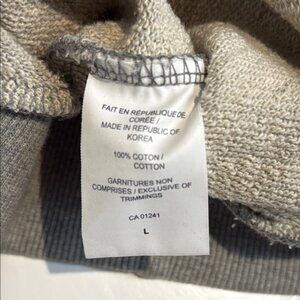 FAIT EN RÉPUBLIQUE DE
CORÉE /
MADE IN REPUBLIC OF
KOREA
100% COTON /
COTTON
GARNITURES NON
COMPRISES / EXCLUSIVE OF
TRIMMINGS
CA 01241
L